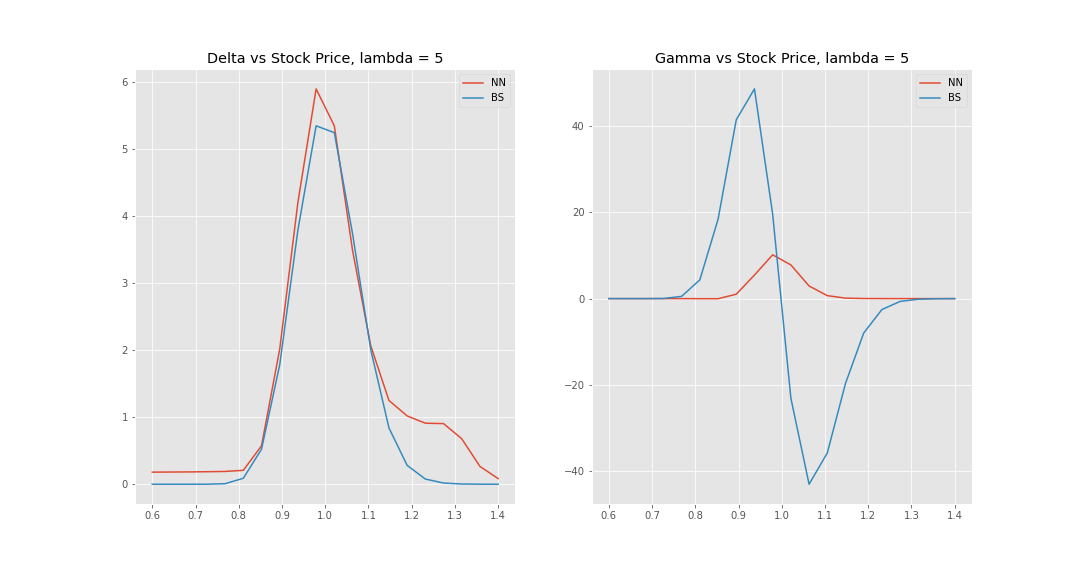 Delta vs Stock Price, lambda = 5
NN
BS
6
5
4
3
2
1
0
0.6 0.7 0.8 0.9 1.0 1.1 1.2 1.3 1.4
Gamma vs Stock Price, lambda = 5
NN
BS
40
20
0
−20
−40
0.6 0.7 0.8 0.9 1.0 1.1 1.2 1.3 1.4